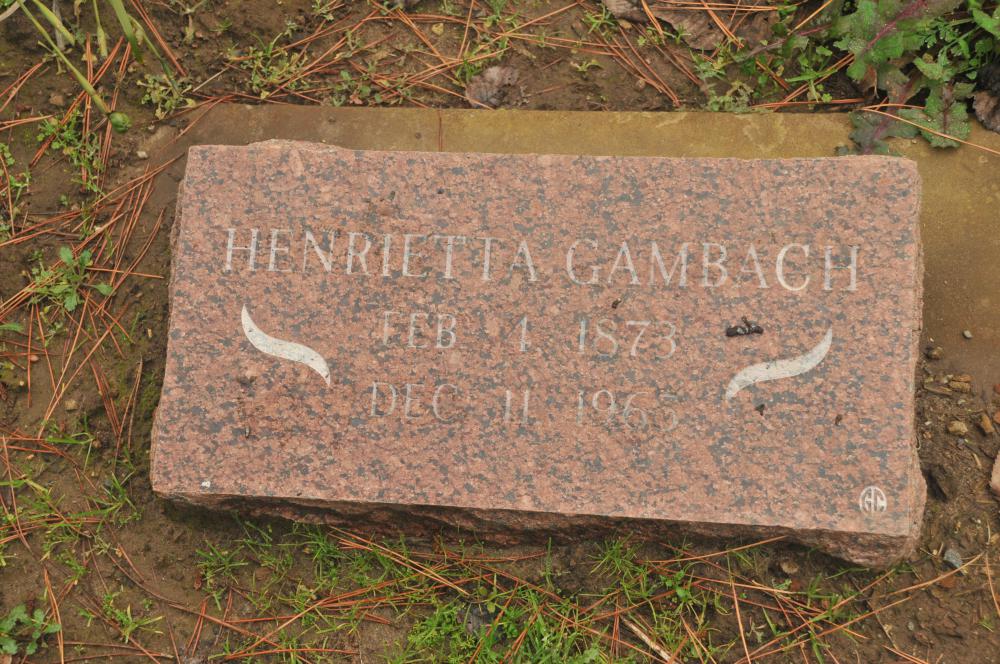 HENRIETTA GAMBACH
FEB 4 1873
DEC 11 1965